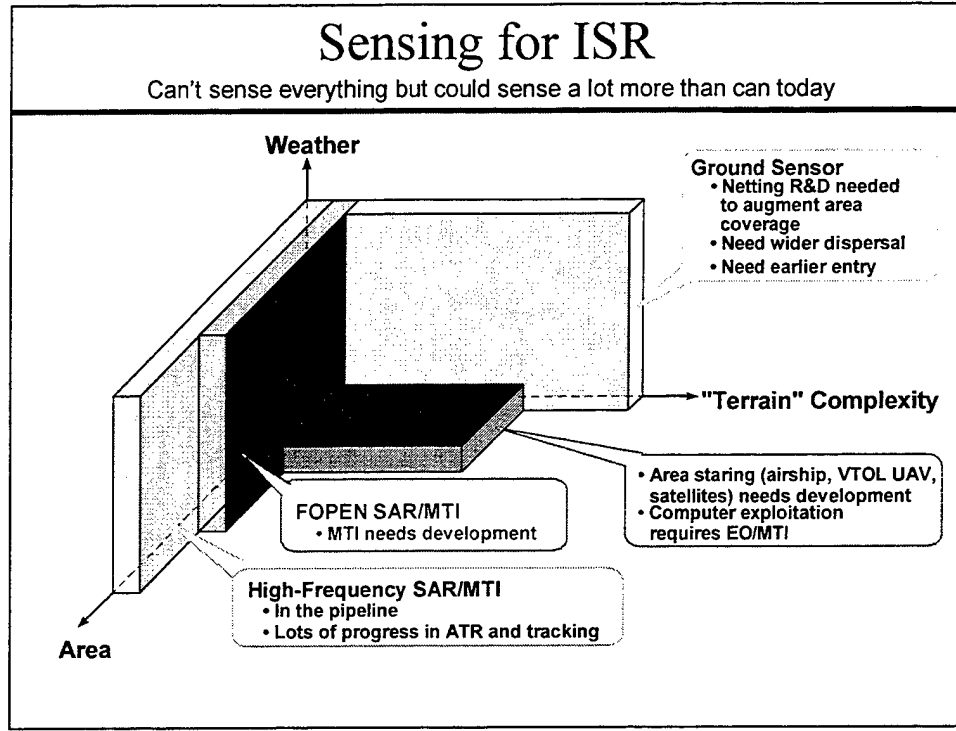 Sensing for ISR
Can't sense everything but could sense a lot more than can today
Weather
Ground Sensor
• Netting R&D needed
to augment area
coverage
• Need wider dispersal
• Need earlier entry
"Terrain" Complexity
• Area staring (airship, VTOL UAV,
satellites) needs development
• Computer exploitation
requires EO/MTI
FOPEN SAR/MTI
• MTI needs development
High-Frequency SAR/MTI
• In the pipeline
• Lots of progress in ATR and tracking
Area